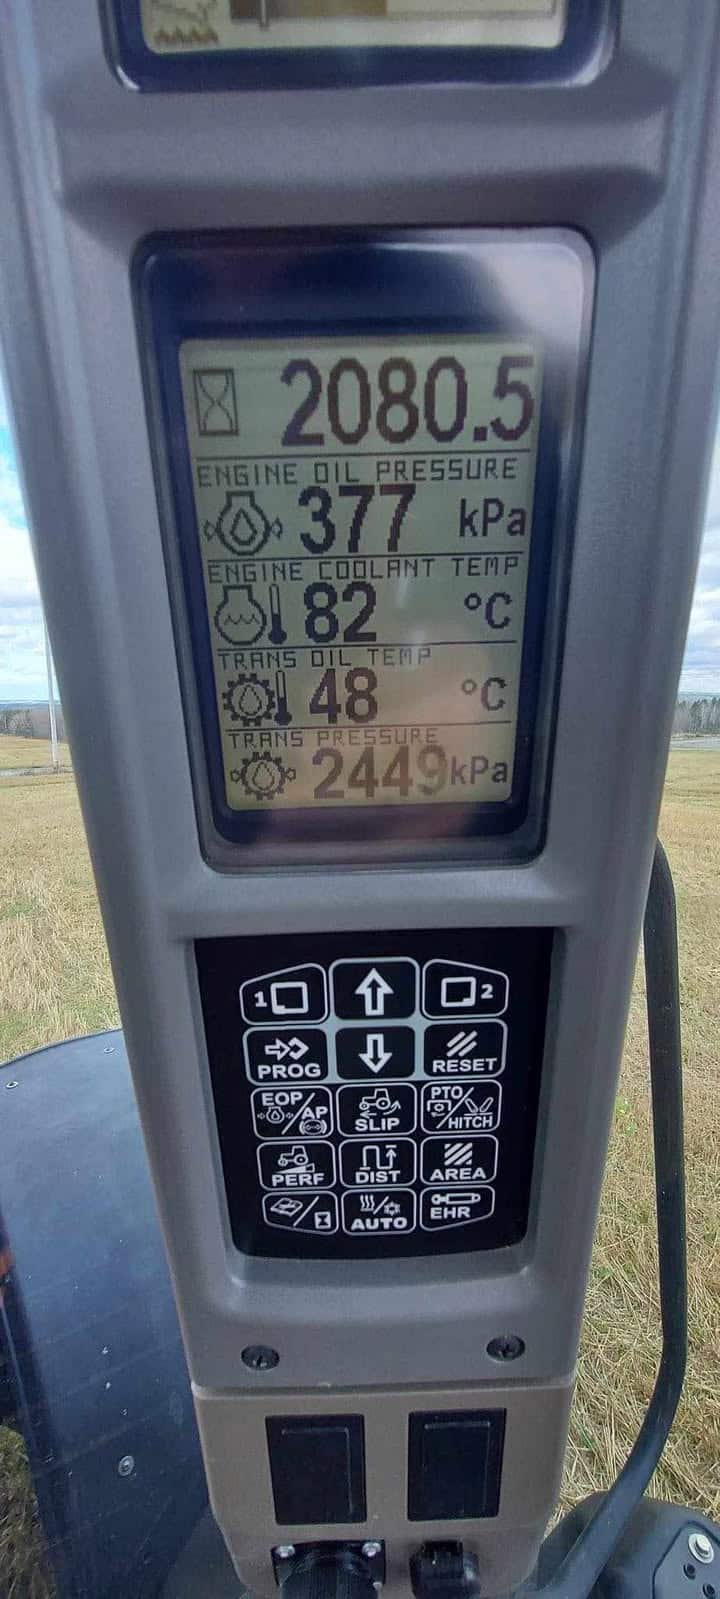 2080.5
ENGINE OIL PRESSURE
377 kPa
ENGINE COOLANT TEMP
82 °C
TRANS OIL TEMP
48 °C
TRANS PRESSURE
2449 kPa
1 2
PROG RESET
EOP / AP SLIP PTO / HITCH
PERF DIST AREA
AUTO EHR